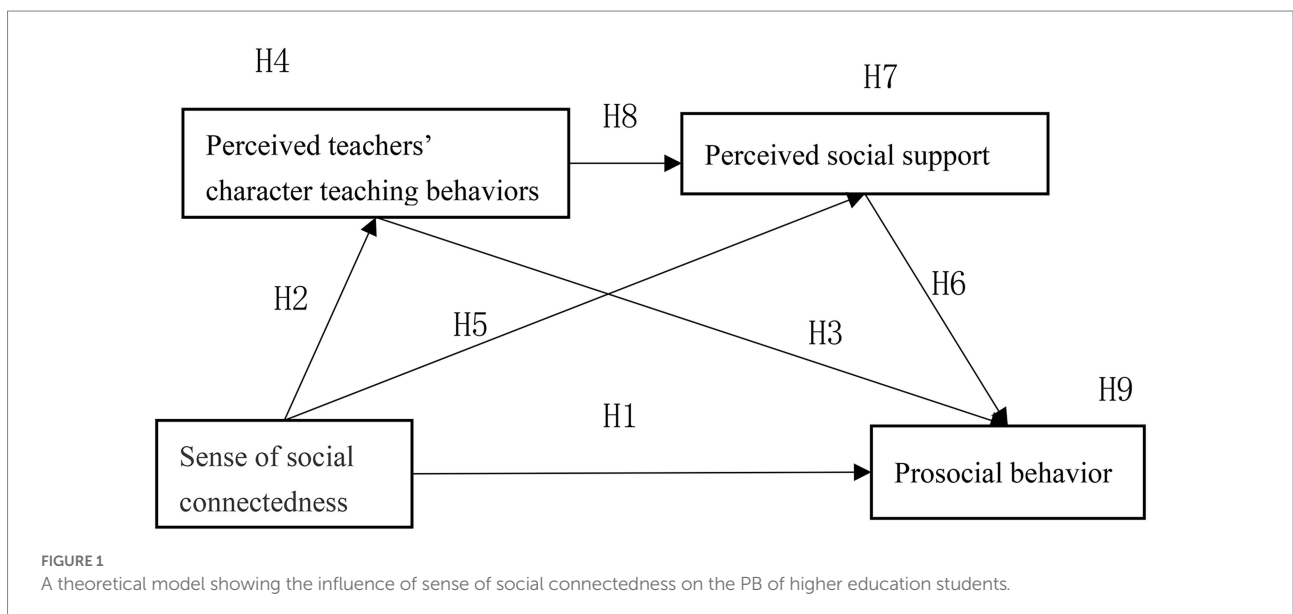 H4
H7
H8
Perceived teachers’
character teaching behaviors
Perceived social support
H2
H5
H3
H6
H9
H1
Sense of social
connectedness
Prosocial behavior
FIGURE 1
A theoretical model showing the influence of sense of social connectedness on the PB of higher education students.